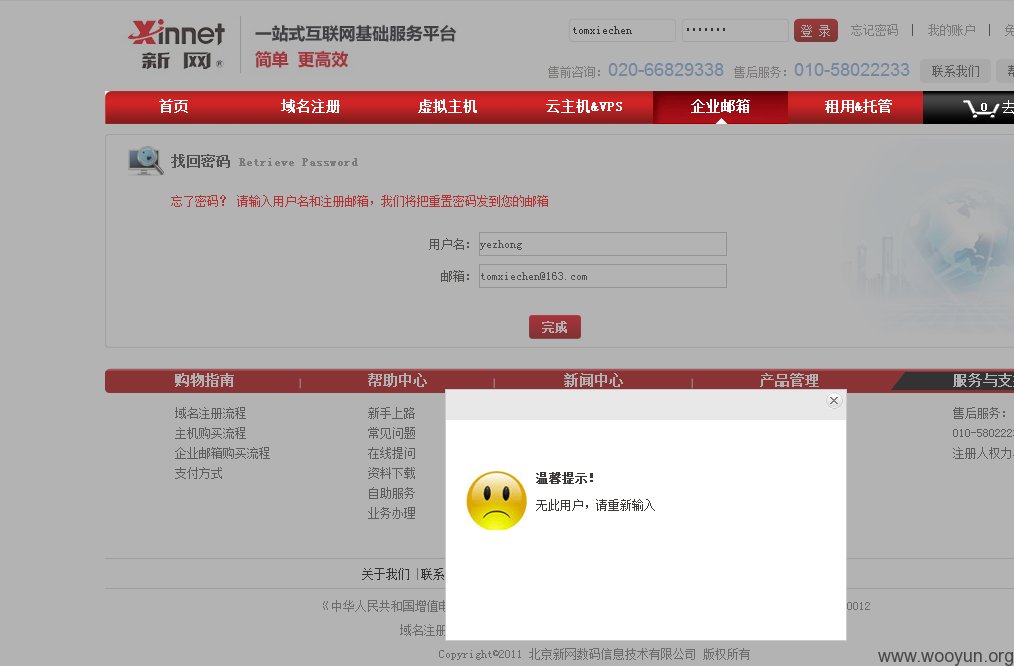 xinnet
新 网®
一站式互联网基础服务平台
简单 更高效
tomxiechen ••••••• 登 录 忘记密码 | 我的账户 | 免
售前咨询： 020-66829338 售后服务： 010-58022233 联系我们 帮
首页 域名注册 虚拟主机 云主机&VPS 企业邮箱 租用&托管 0 去
找回密码 Retrieve Password
忘了密码？ 请输入用户名和注册邮箱，我们将把重置密码发到您的邮箱
用户名： yezhong
邮箱： tomxiechen@163.com
完成
购物指南 | 帮助中心 | 新闻中心 | 产品管理 服务与支
域名注册流程 新手上路 售后服务：
主机购买流程 常见问题 010-5802223
企业邮箱购买流程 在线提问 注册人权力
支付方式 资料下载
自助服务
业务办理
温馨提示！
无此用户，请重新输入
关于我们 |联系
《中华人民共和国增值电 0012
域名注册
Copyright©2011 北京新网数码信息技术有限公司 版权所有
www.wooyun.org